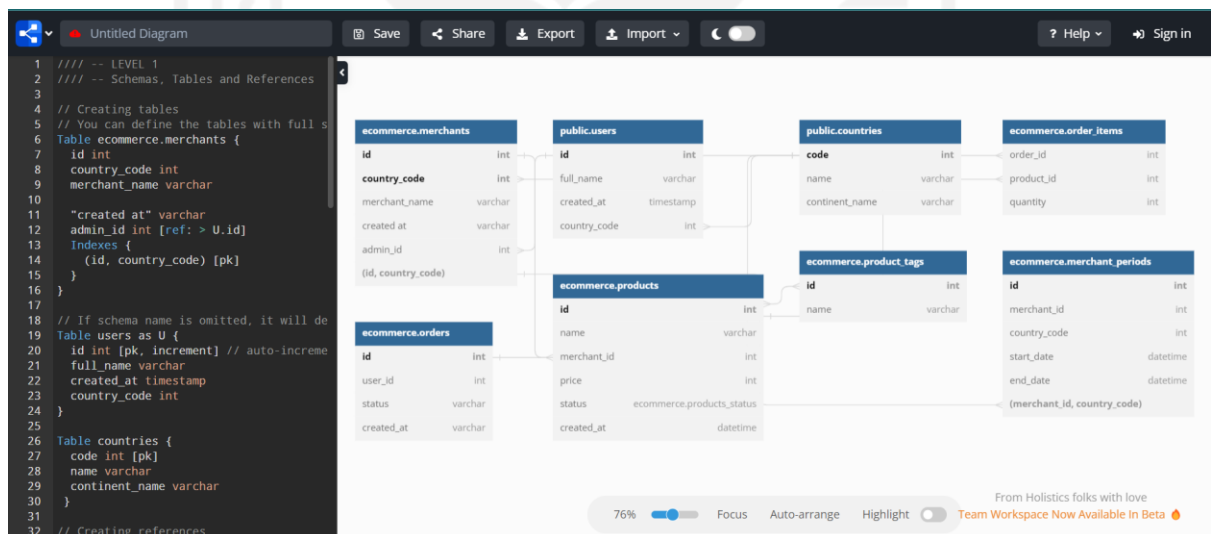 Untitled Diagram
Save
Share
Export
Import
? Help
Sign in
1 //// -- LEVEL 1
2 //// -- Schemas, Tables and References
3
4 // Creating tables
5 // You can define the tables with full s
6 Table ecommerce.merchants {
7 id int
8 country_code int
9 merchant_name varchar
10
11 "created at" varchar
12 admin_id int [ref: > U.id]
13 Indexes {
14 (id, country_code) [pk]
15 }
16 }
17
18 // If schema name is omitted, it will de
19 Table users as U {
20 id int [pk, increment] // auto-increme
21 full_name varchar
22 created_at timestamp
23 country_code int
24 }
25
26 Table countries {
27 code int [pk]
28 name varchar
29 continent_name varchar
30 }
31
32 // Creating references
ecommerce.merchants
id int
country_code int
merchant_name varchar
created at varchar
admin_id int
(id, country_code)
public.users
id int
full_name varchar
created_at timestamp
country_code int
public.countries
code int
name varchar
continent_name varchar
ecommerce.order_items
order_id int
product_id int
quantity int
ecommerce.orders
id int
user_id int
status varchar
created_at varchar
ecommerce.products
id int
name varchar
merchant_id int
price int
status ecommerce.products_status
created_at datetime
ecommerce.product_tags
id int
name varchar
ecommerce.merchant_periods
id int
merchant_id int
country_code int
start_date datetime
end_date datetime
(merchant_id, country_code)
76%
Focus
Auto-arrange
Highlight
From Holistics folks with love
Team Workspace Now Available In Beta